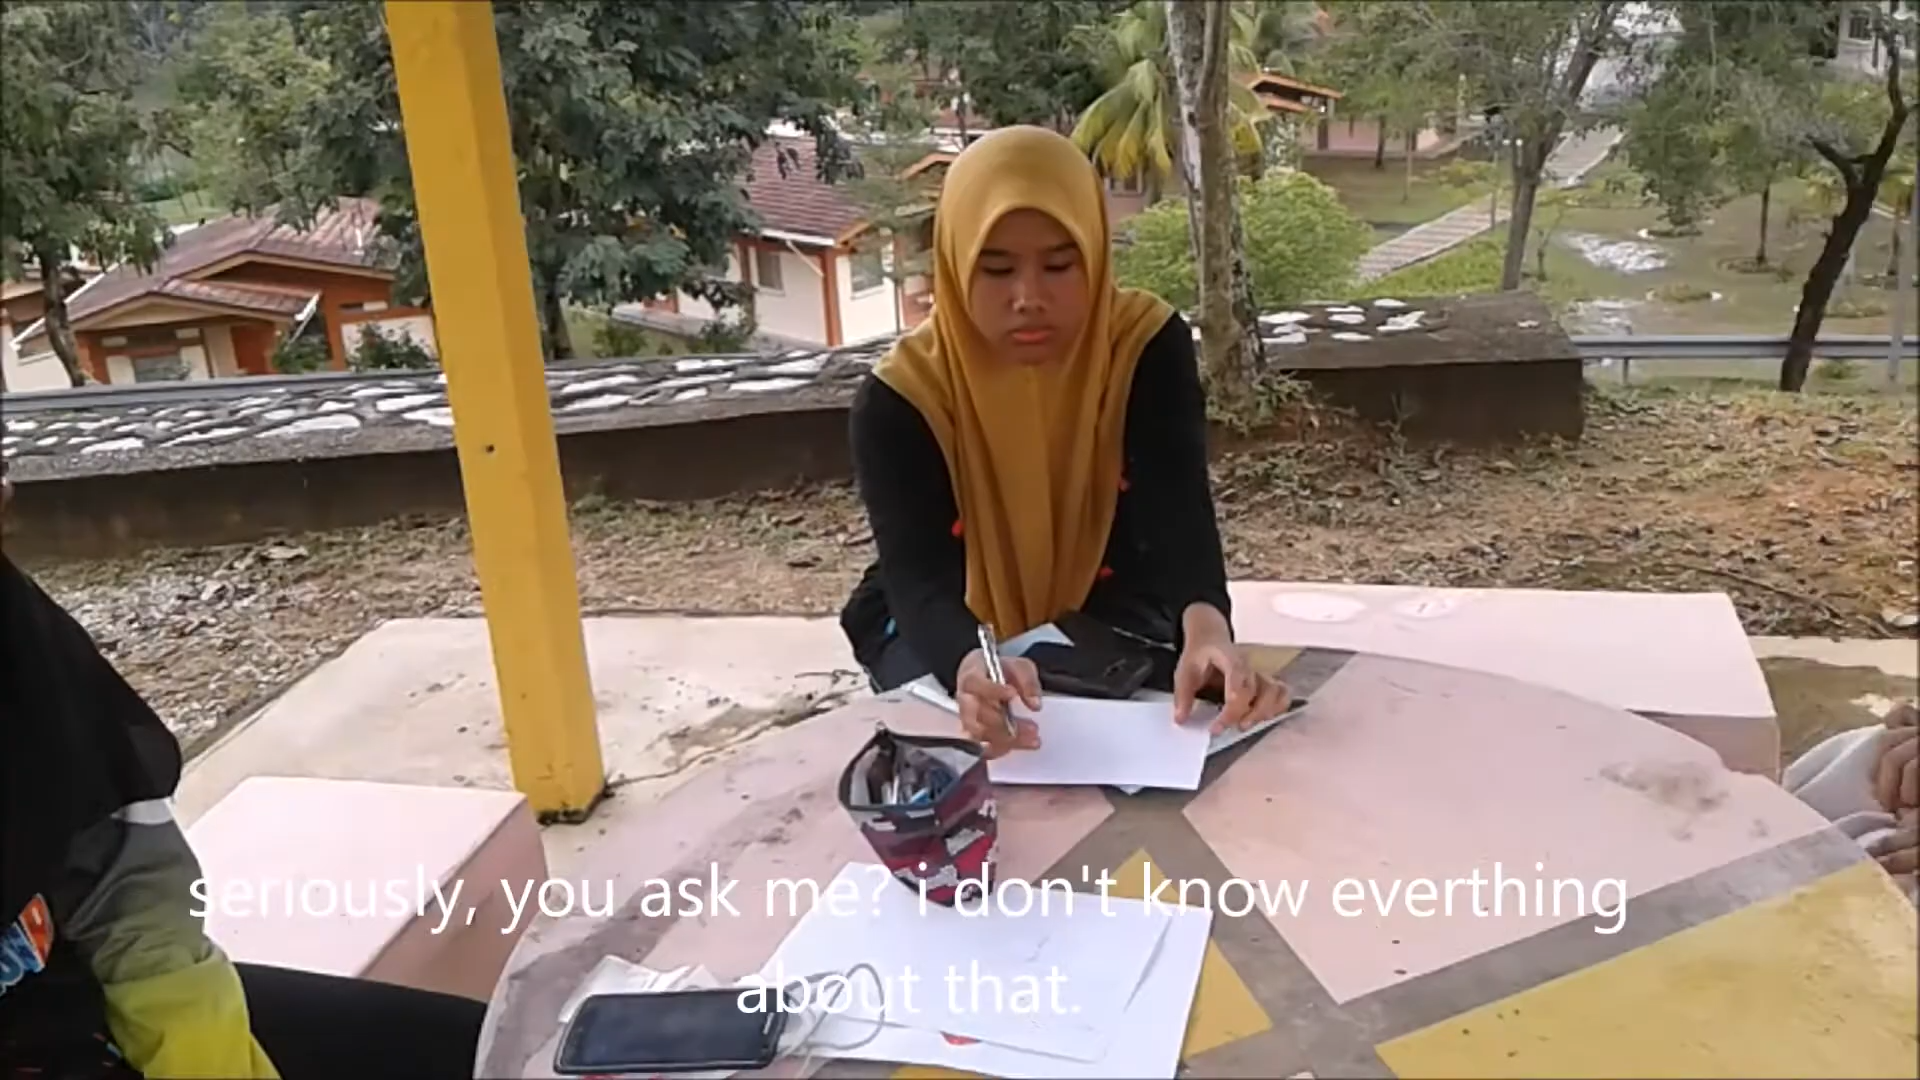 seriously, you ask me? i don't know everthing
about that.